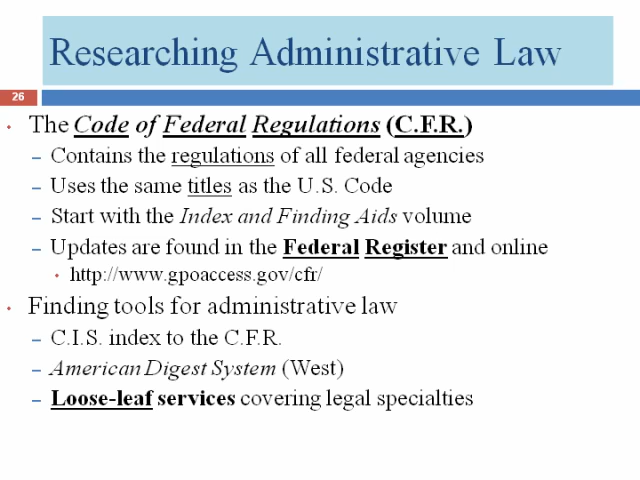 Researching Administrative Law
26
• The Code of Federal Regulations (C.F.R.)
– Contains the regulations of all federal agencies
– Uses the same titles as the U.S. Code
– Start with the Index and Finding Aids volume
– Updates are found in the Federal Register and online
• http://www.gpoaccess.gov/cfr/
• Finding tools for administrative law
– C.I.S. index to the C.F.R.
– American Digest System (West)
– Loose-leaf services covering legal specialties